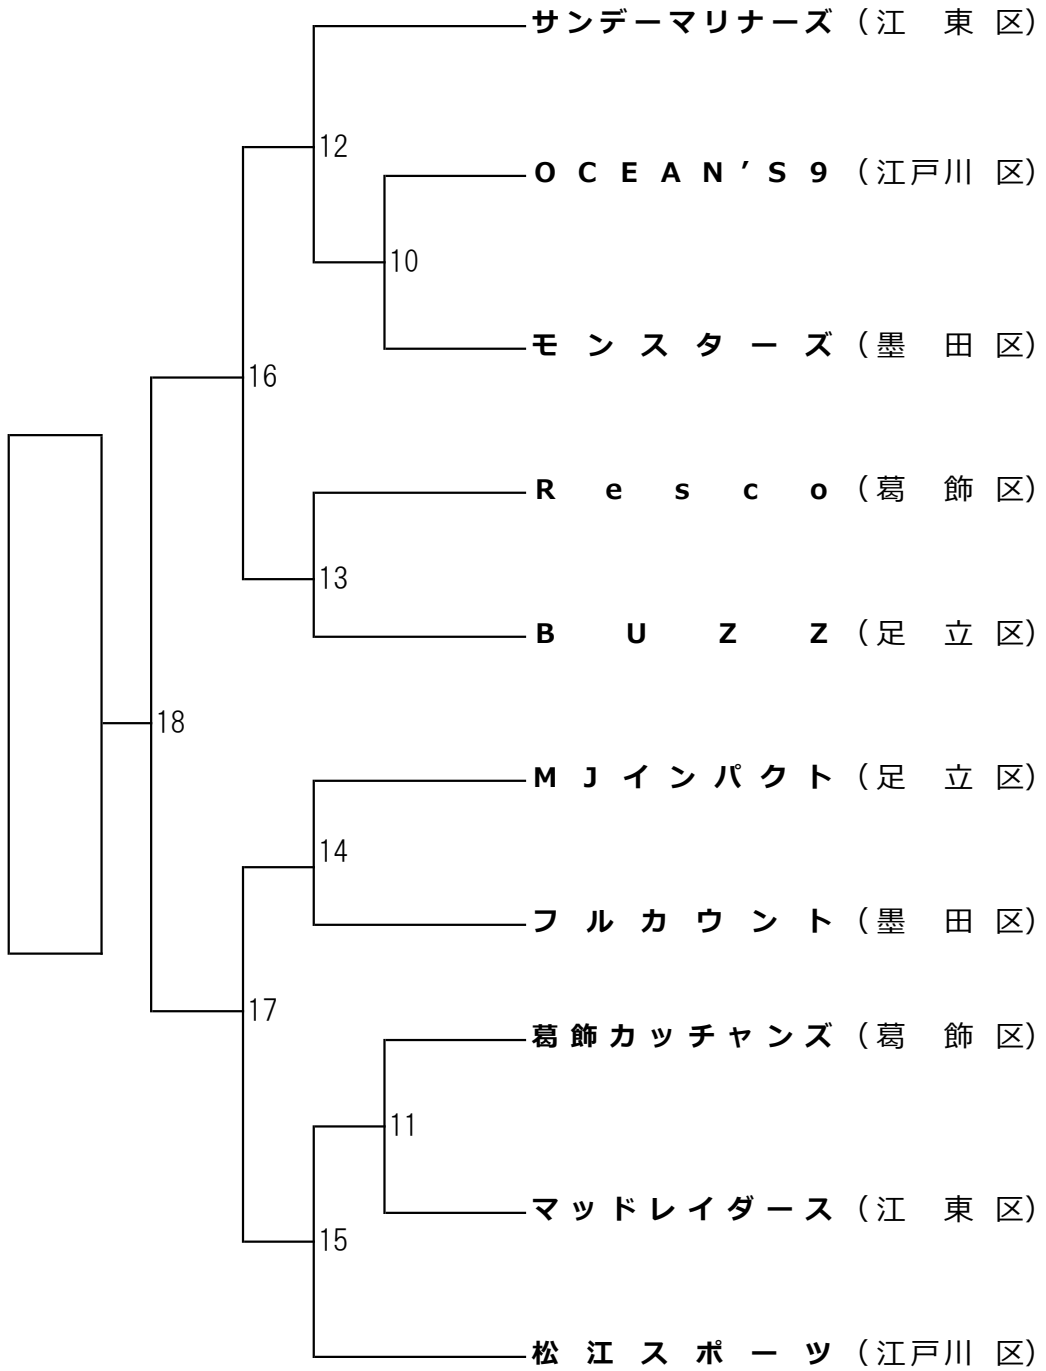 サンデーマリナーズ（江東区）
12
OCEAN'S9（江戸川区）
10
モンスターズ（墨田区）
16
Resco（葛飾区）
13
BUZZ（足立区）
18
MJインパクト（足立区）
14
フルカウント（墨田区）
17
葛飾カッチャンズ（葛飾区）
11
マッドレイダース（江東区）
15
松江スポーツ（江戸川区）